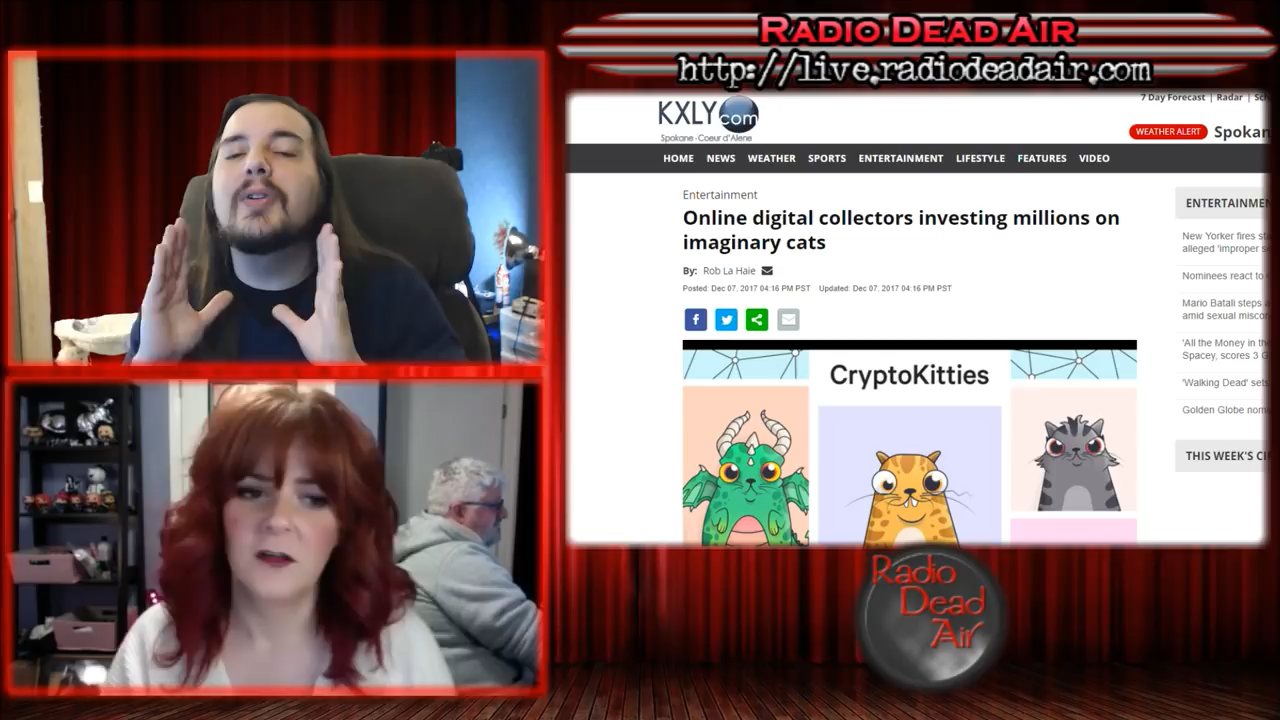 Radio Dead Air
http://live.radiodeadair.com
7 Day Forecast | Radar |
KXLY.com
Spokane - Coeur d'Alene
WEATHER ALERT
HOME NEWS WEATHER SPORTS ENTERTAINMENT LIFESTYLE FEATURES VIDEO
Entertainment
Online digital collectors investing millions on
imaginary cats
By: Rob La Haie
Posted: Dec 07, 2017 04:16 PM PST Updated: Dec 07, 2017 04:16 PM PST
CryptoKitties
New Yorker fires
alleged 'improper
Nominees react to
Mario Batali steps
amid sexual
'All the Money in
Spacey, scores 3
'Walking Dead'
Golden Globe
THIS WEEK'S
Radio
Dead
Air